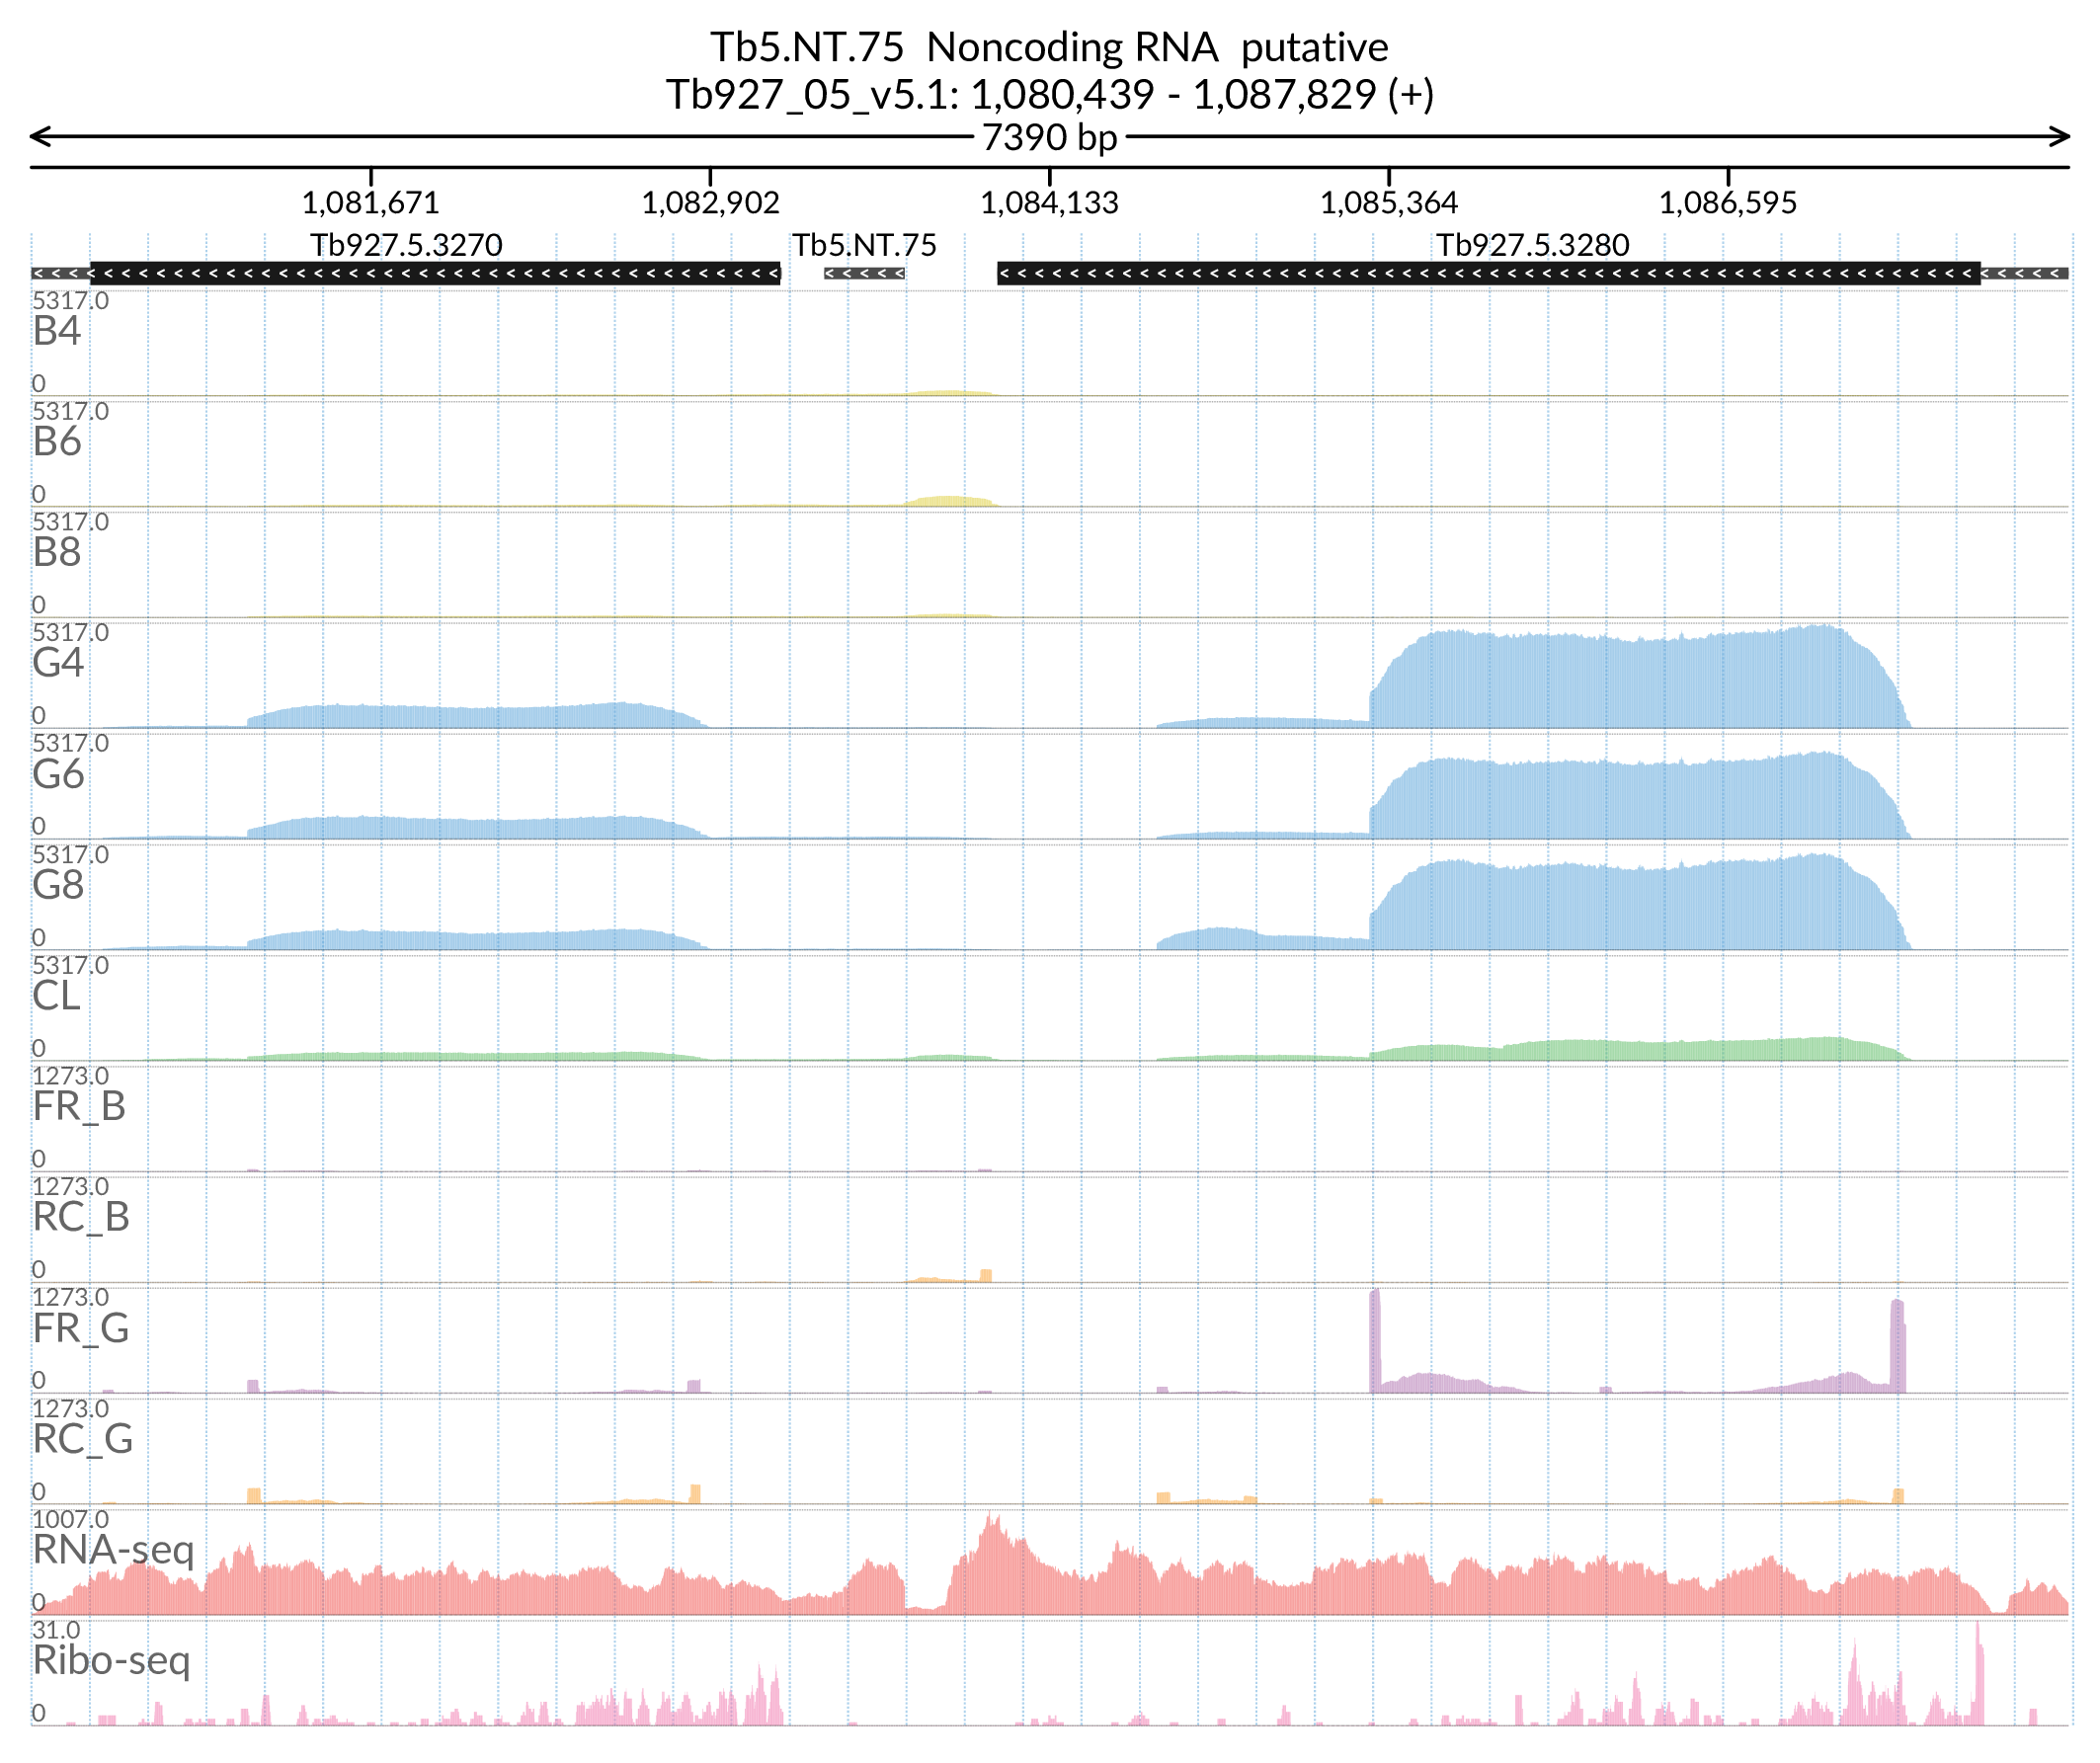 Tb5.NT.75 Noncoding RNA putative
Tb927_05_v5.1: 1,080,439 - 1,087,829 (+)
7390 bp
1,081,671 1,082,902 1,084,133 1,085,364 1,086,595
Tb927.5.3270 Tb5.NT.75 Tb927.5.3280
5317.0
B4
0
5317.0
B6
0
5317.0
B8
0
5317.0
G4
0
5317.0
G6
0
5317.0
G8
0
5317.0
CL
0
1273.0
FR_B
0
1273.0
RC_B
0
1273.0
FR_G
0
1273.0
RC_G
0
1007.0
RNA-seq
0
31.0
Ribo-seq
0